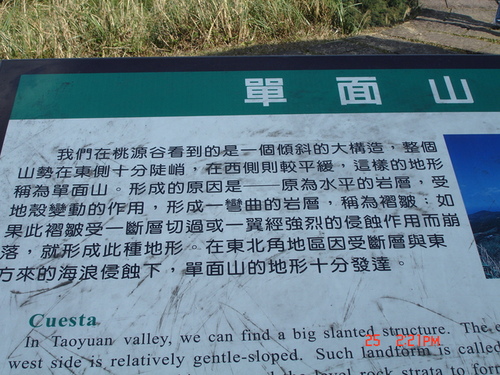 單面山
我們在桃源谷看到的是一個傾斜的大構造，整個
山勢在東側十分陡峭，在西側則較平緩，這樣的地形
稱為單面山。形成的原因是——原為水平的岩層，受
地殼變動的作用，形成一彎曲的岩層，稱為褶皺；如
果此褶皺受一斷層切過或一翼經強烈的侵蝕作用而崩
落，就形成此種地形。在東北角地區因受斷層與東
方來的海浪侵蝕下，單面山的地形十分發達。
Cuesta
In Taoyuan valley, we can find a big slanted structure. The
west side is relatively gentle-sloped. Such landform is called
level rock strata to form
25 2:21PM